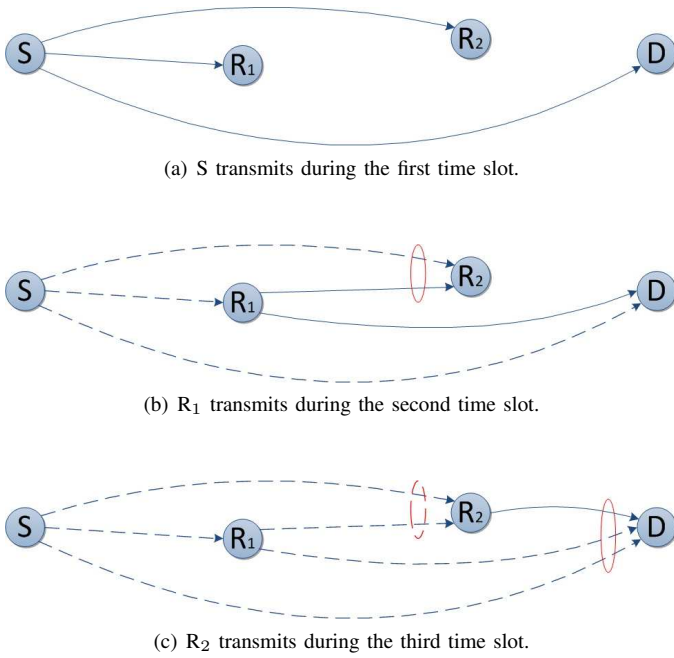 S
R₁
R₂
D
(a) S transmits during the first time slot.
S
R₁
R₂
D
(b) R₁ transmits during the second time slot.
S
R₁
R₂
D
(c) R₂ transmits during the third time slot.